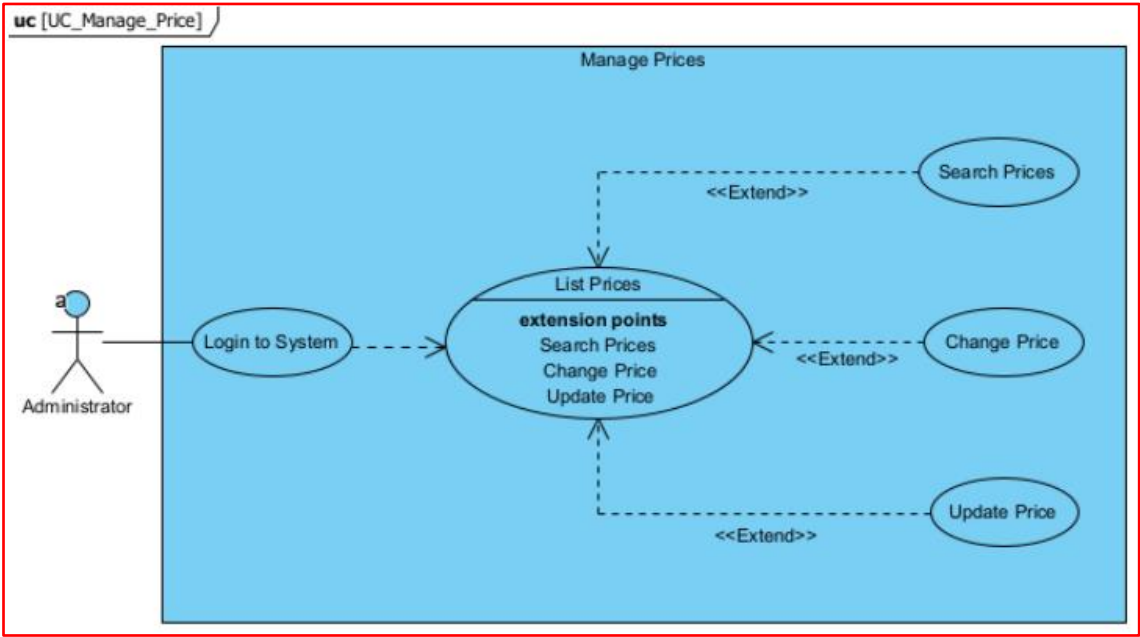 uc [UC_Manage_Price]
Manage Prices
Search Prices
<<Extend>>
List Prices
extension points
Search Prices
Change Price
Update Price
a
Administrator
Login to System
<<Extend>>
Change Price
<<Extend>>
Update Price